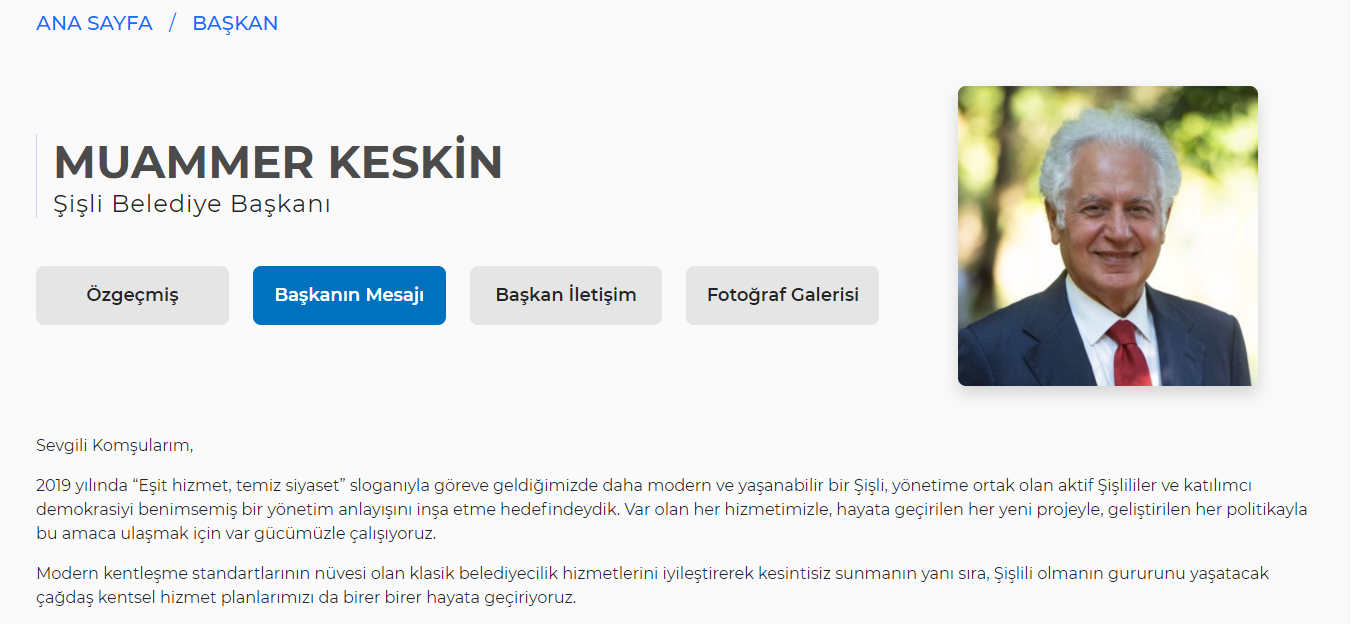 ANA SAYFA / BAŞKAN
MUAMMER KESKİN
Şişli Belediye Başkanı
Özgeçmiş
Başkanın Mesajı
Başkan İletişim
Fotoğraf Galerisi
Sevgili Komşularım,
2019 yılında “Eşit hizmet, temiz siyaset” sloganıyla göreve geldiğimizde daha modern ve yaşanabilir bir Şişli, yönetime ortak olan aktif Şişlililer ve katılımcı
demokrasiyi benimsemiş bir yönetim anlayışını inşa etme hedefindeydik. Var olan her hizmetimizle, hayata geçirilen her yeni projeyle, geliştirilen her politikayla
bu amaca ulaşmak için var gücümüzle çalışıyoruz.
Modern kentleşme standartlarının nüvesi olan klasik belediyecilik hizmetlerini iyileştirerek kesintisiz sunmanın yanı sıra, Şişlili olmanın gururunu yaşatacak
çağdaş kentsel hizmet planlarımızı da birer birer hayata geçiriyoruz.